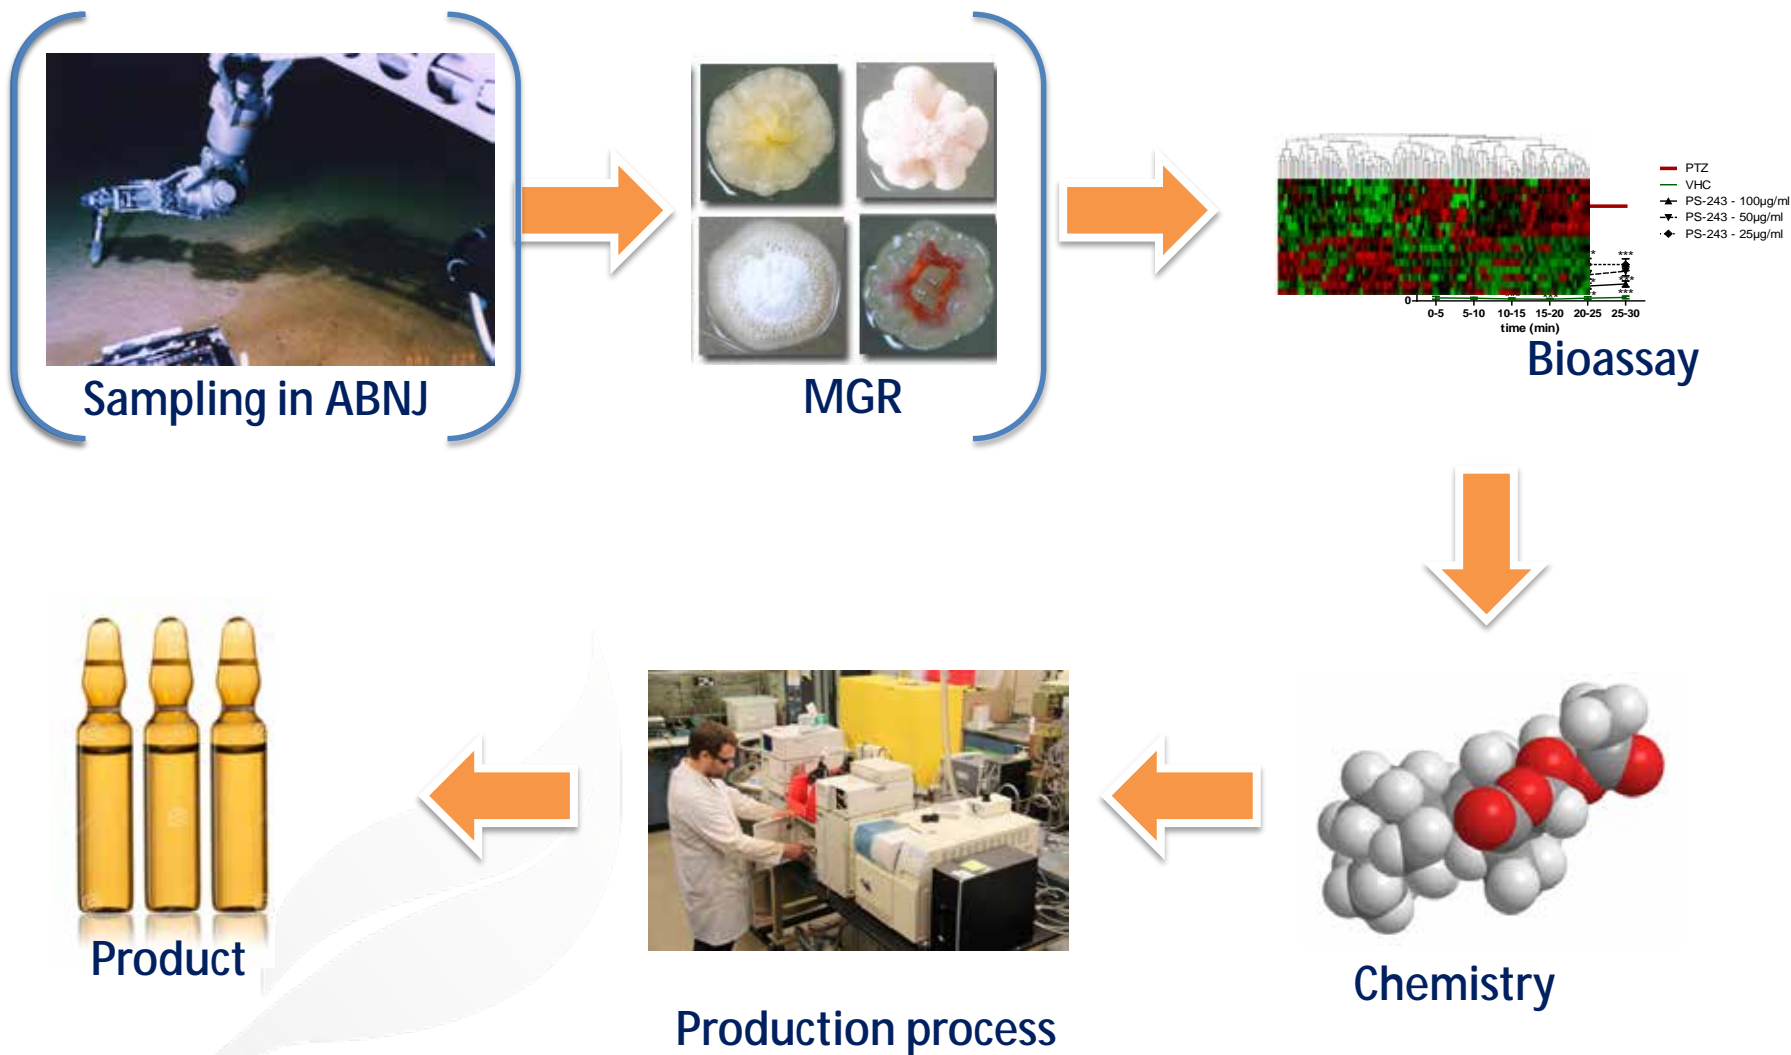 Sampling in ABNJ
MGR
PTZ
VHC
PS-243 - 100µg/ml
PS-243 - 50µg/ml
PS-243 - 25µg/ml
***
***
***
0
0-5 5-10 10-15 15-20 20-25 25-30
time (min)
Bioassay
Product
Production process
Chemistry